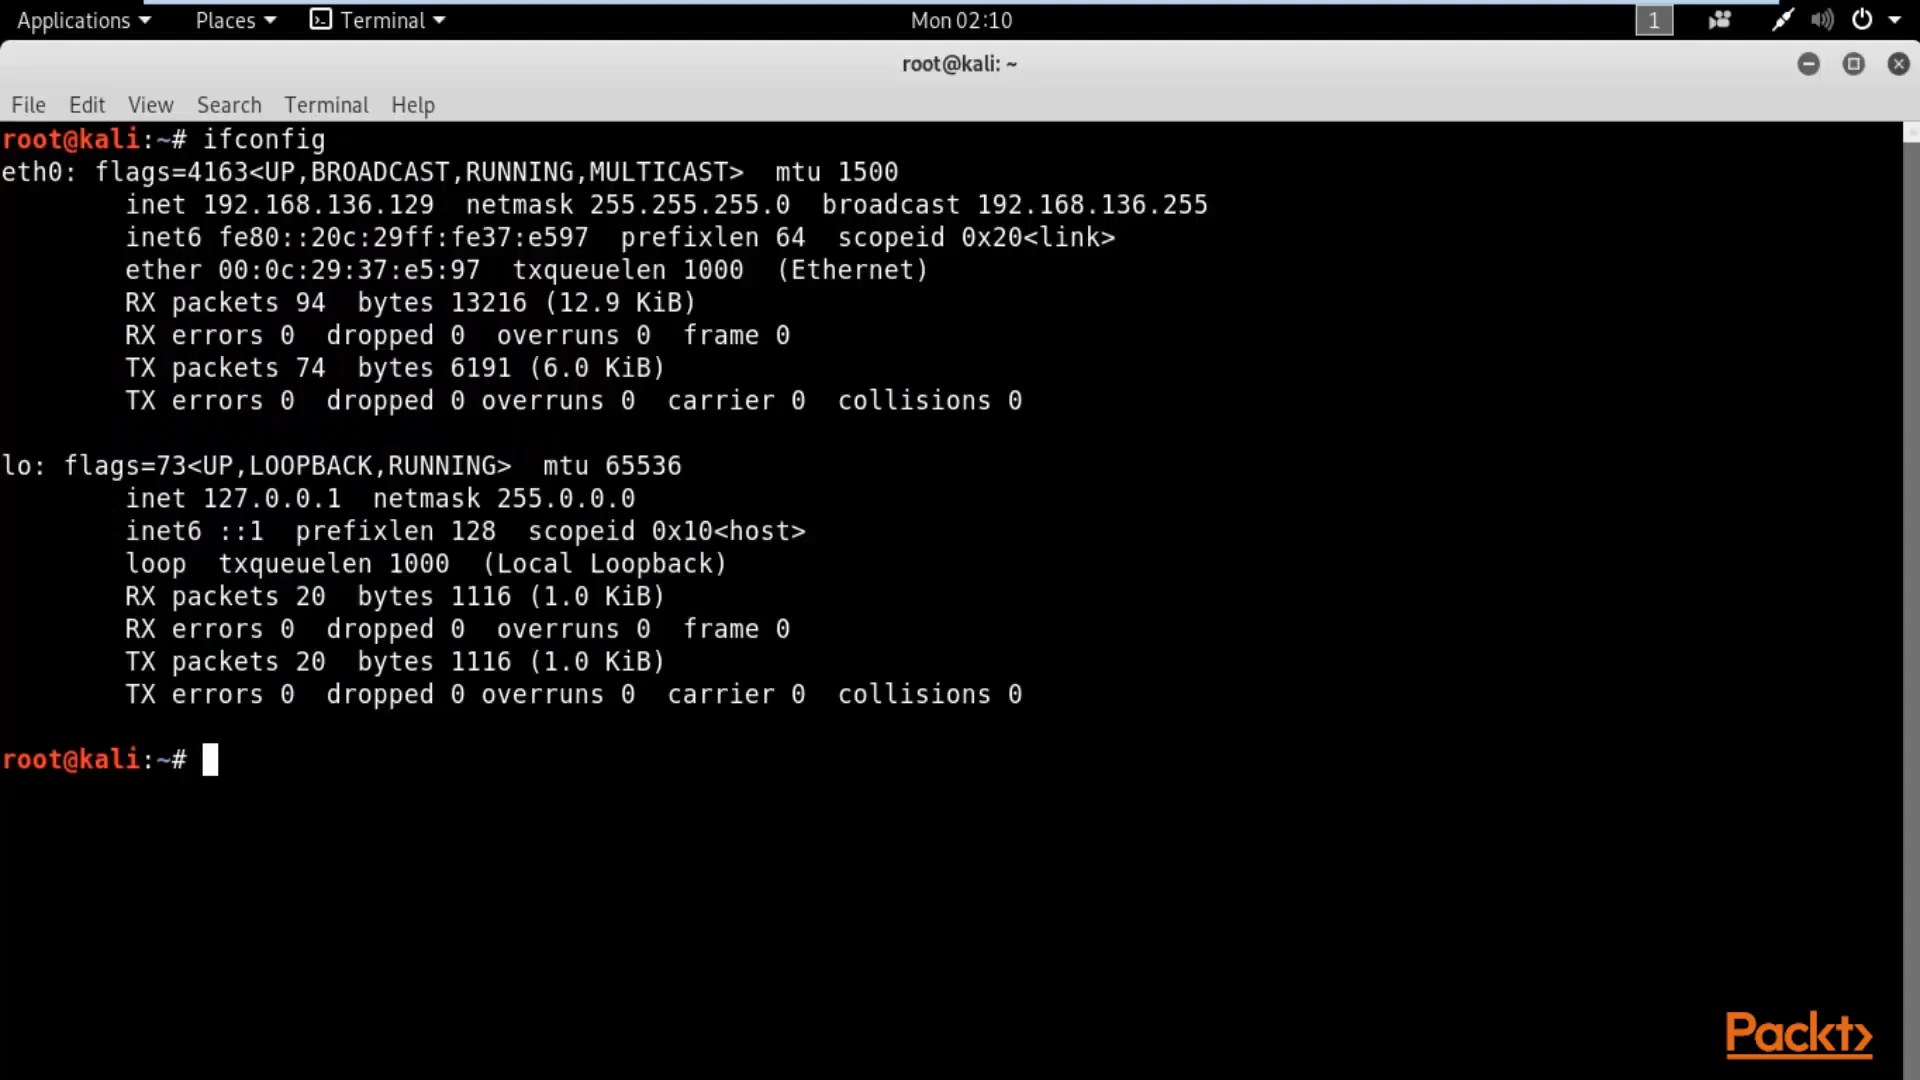 Applications Places Terminal Mon 02:10 1
root@kali: ~
File Edit View Search Terminal Help
root@kali:~# ifconfig
eth0: flags=4163<UP,BROADCAST,RUNNING,MULTICAST>  mtu 1500
        inet 192.168.136.129  netmask 255.255.255.0  broadcast 192.168.136.255
        inet6 fe80::20c:29ff:fe37:e597  prefixlen 64  scopeid 0x20<link>
        ether 00:0c:29:37:e5:97  txqueuelen 1000  (Ethernet)
        RX packets 94  bytes 13216 (12.9 KiB)
        RX errors 0  dropped 0  overruns 0  frame 0
        TX packets 74  bytes 6191 (6.0 KiB)
        TX errors 0  dropped 0 overruns 0  carrier 0  collisions 0
lo: flags=73<UP,LOOPBACK,RUNNING>  mtu 65536
        inet 127.0.0.1  netmask 255.0.0.0
        inet6 ::1  prefixlen 128  scopeid 0x10<host>
        loop  txqueuelen 1000  (Local Loopback)
        RX packets 20  bytes 1116 (1.0 KiB)
        RX errors 0  dropped 0  overruns 0  frame 0
        TX packets 20  bytes 1116 (1.0 KiB)
        TX errors 0  dropped 0 overruns 0  carrier 0  collisions 0
root@kali:~#
Packt>